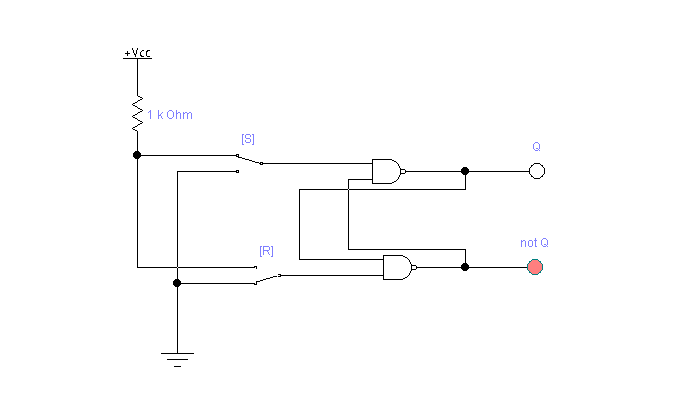 +Vcc
1 k Ohm
[S]
Q
[R]
not Q